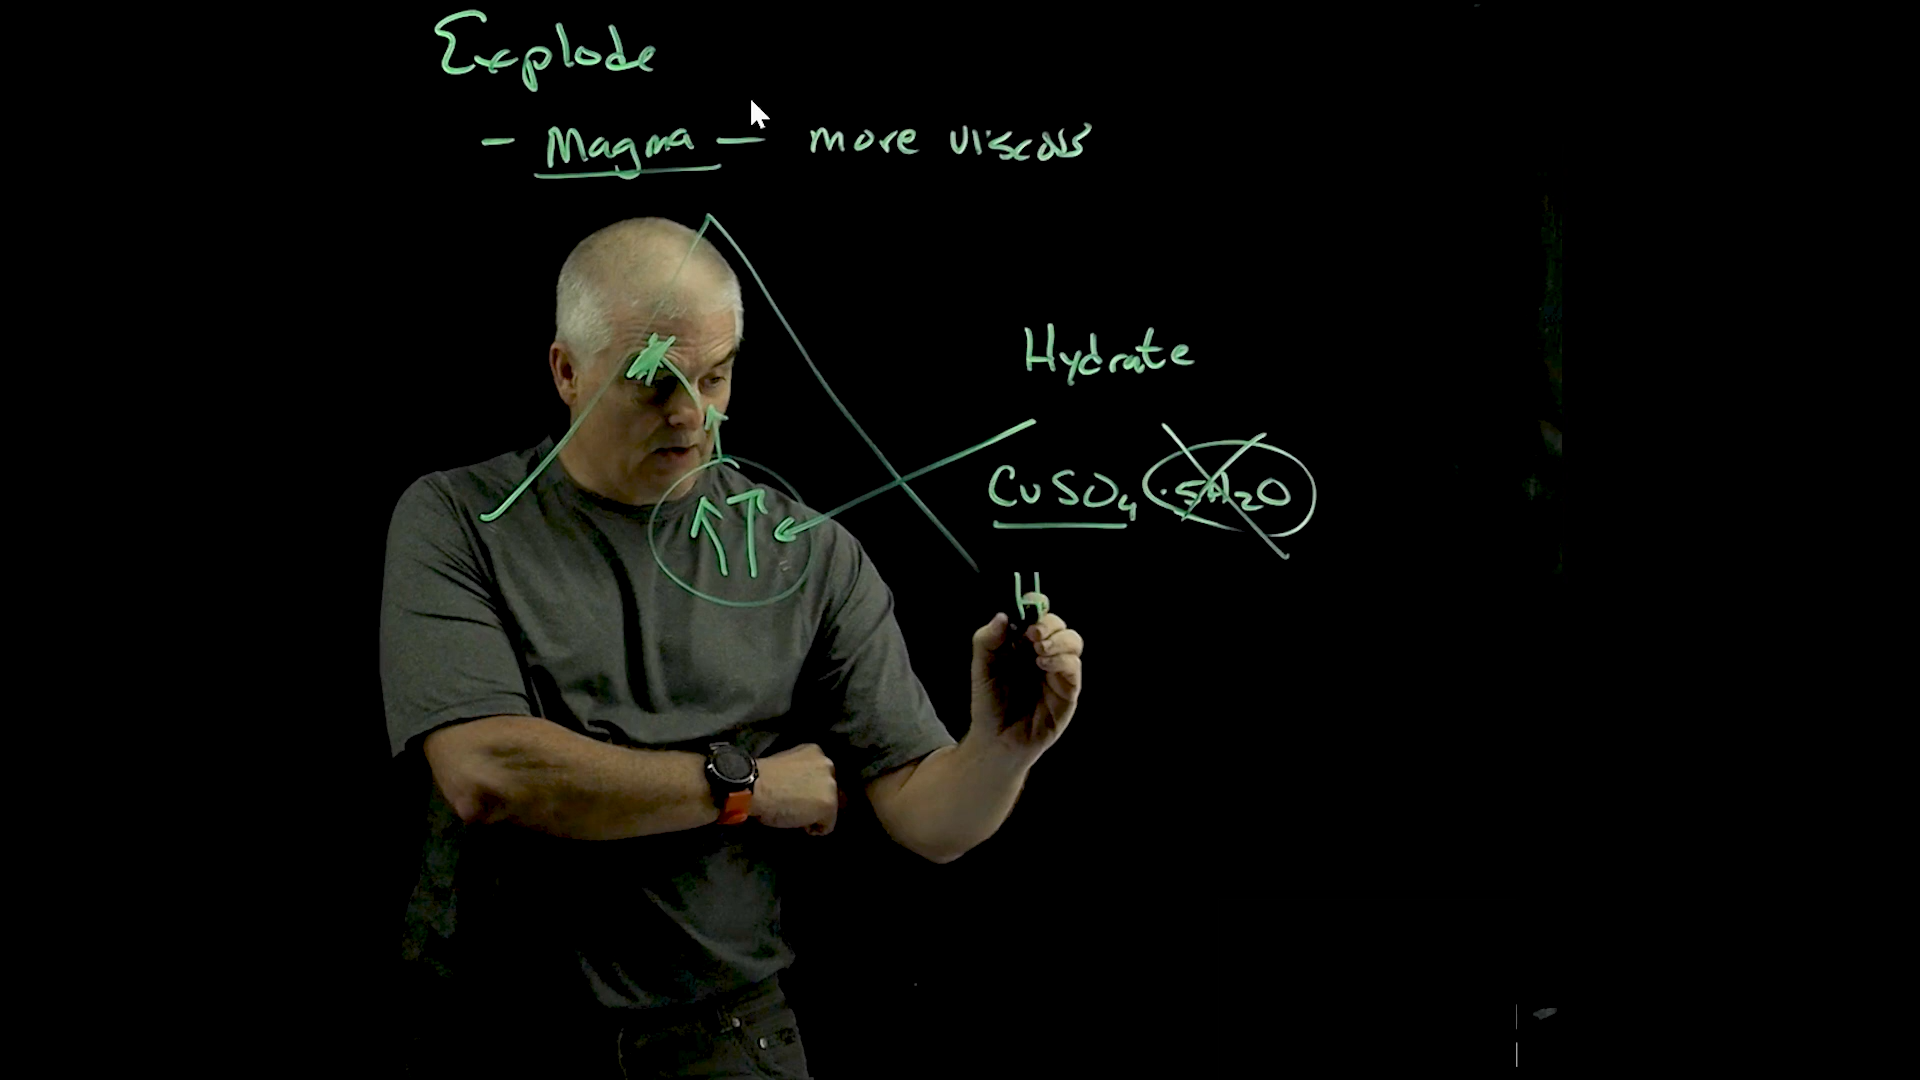 Explode
- Magma - more viscous
Hydrate
CuSO₄ ·5H₂O
H